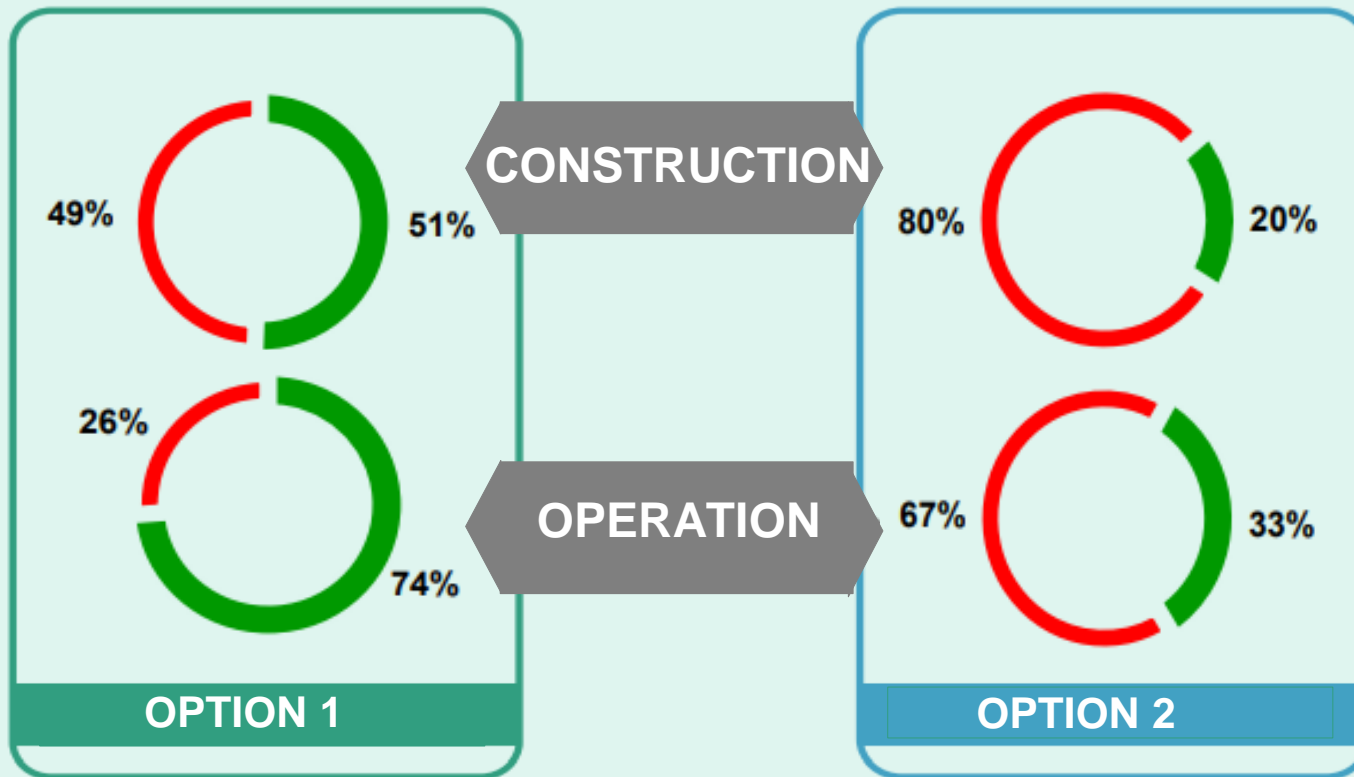 CONSTRUCTION
49%
51%
80%
20%
26%
74%
OPERATION
67%
33%
OPTION 1
OPTION 2